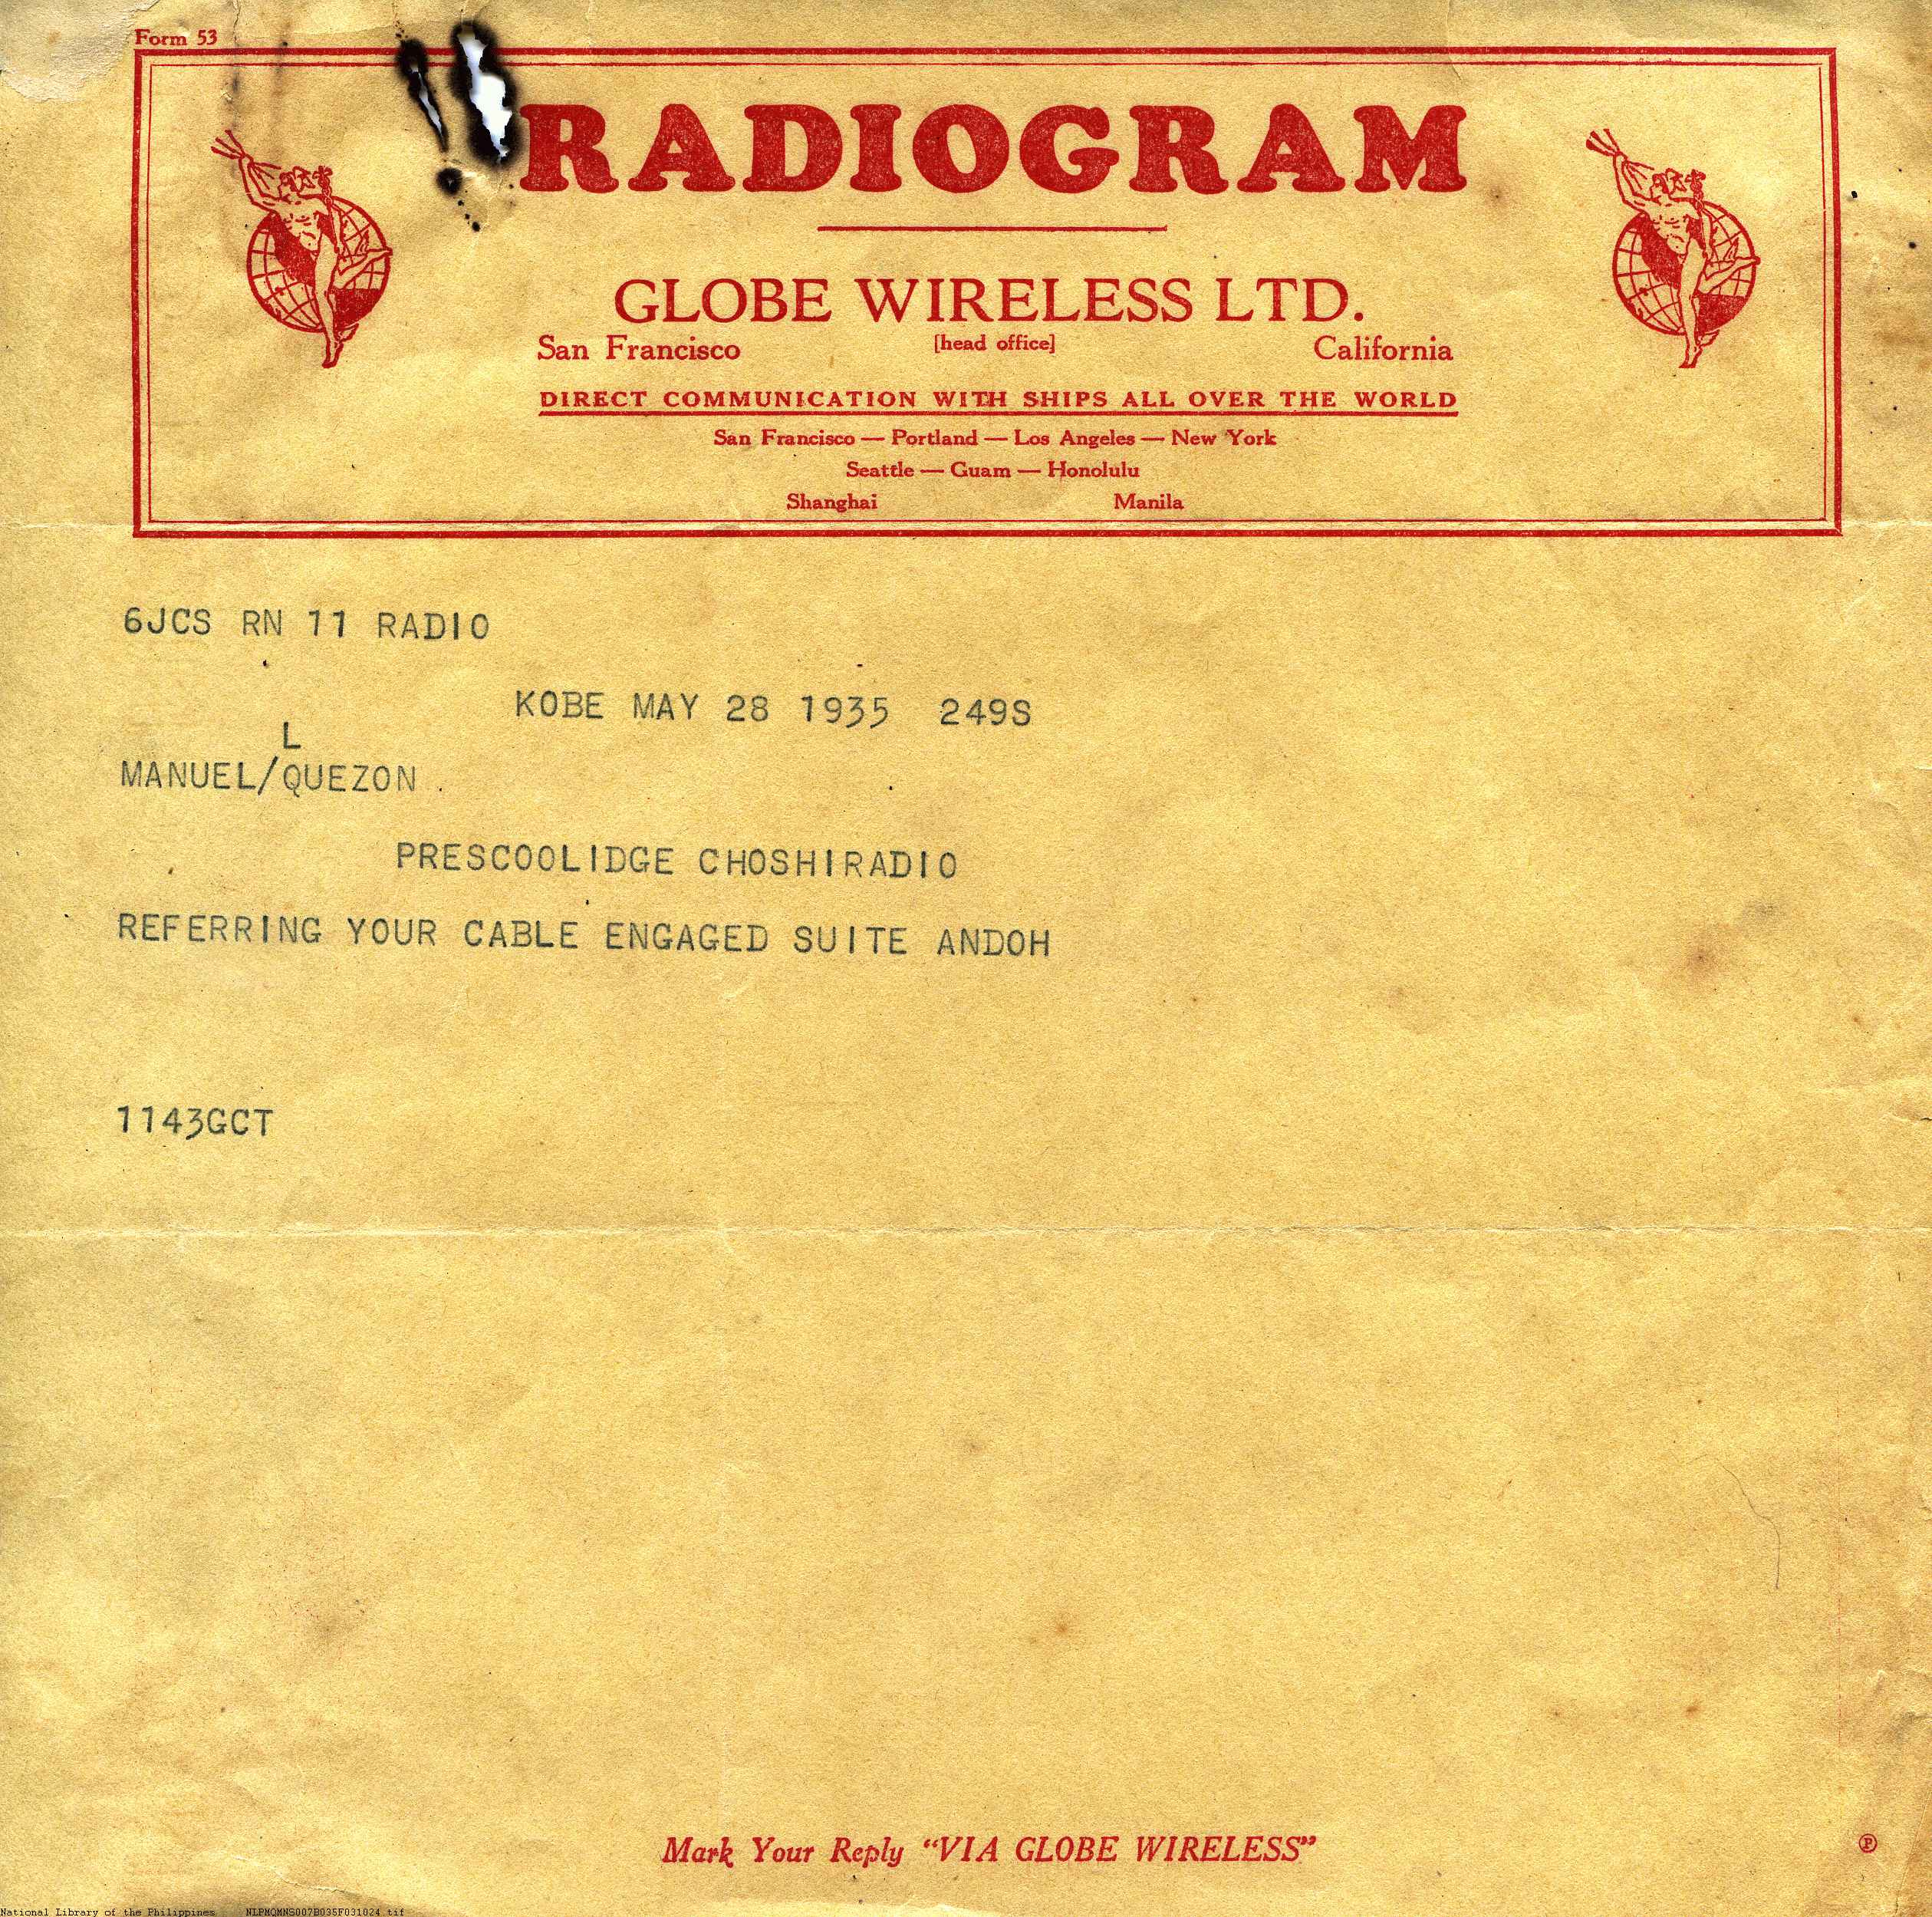 Form 53
RADIOGRAM
GLOBE WIRELESS LTD.
San Francisco [head office] California
DIRECT COMMUNICATION WITH SHIPS ALL OVER THE WORLD
San Francisco — Portland — Los Angeles — New York
Seattle — Guam — Honolulu
Shanghai Manila
6JCS RN 11 RADIO
KOBE MAY 28 1935 249S
L
MANUEL/QUEZON .
PRESCOOLIDGE CHOSHIRADIO
REFERRING YOUR CABLE ENGAGED SUITE ANDOH
1143GCT
Mark Your Reply “VIA GLOBE WIRELESS”
Ⓟ
National Library of the Philippines NLPMQMNS007B035F031024.tif